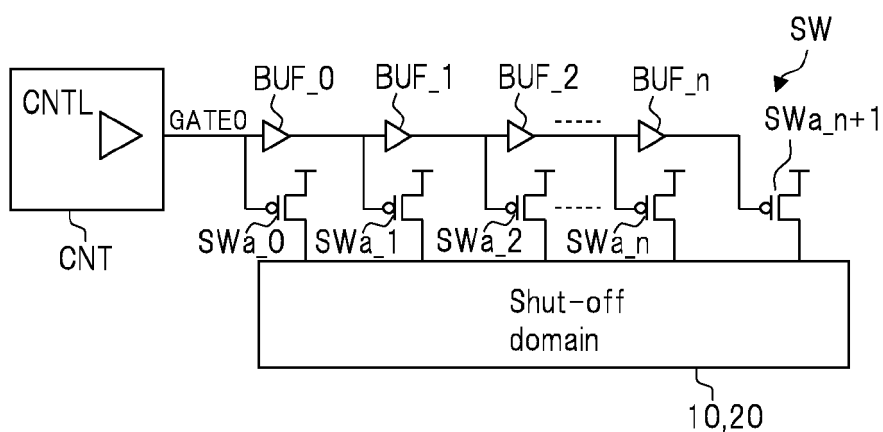 SW
BUF_0 BUF_1 BUF_2 BUF_n
CNTL
GATE0
SWa_n+1
SWa_0 SWa_1 SWa_2 SWa_n
CNT
Shut-off
domain
10,20